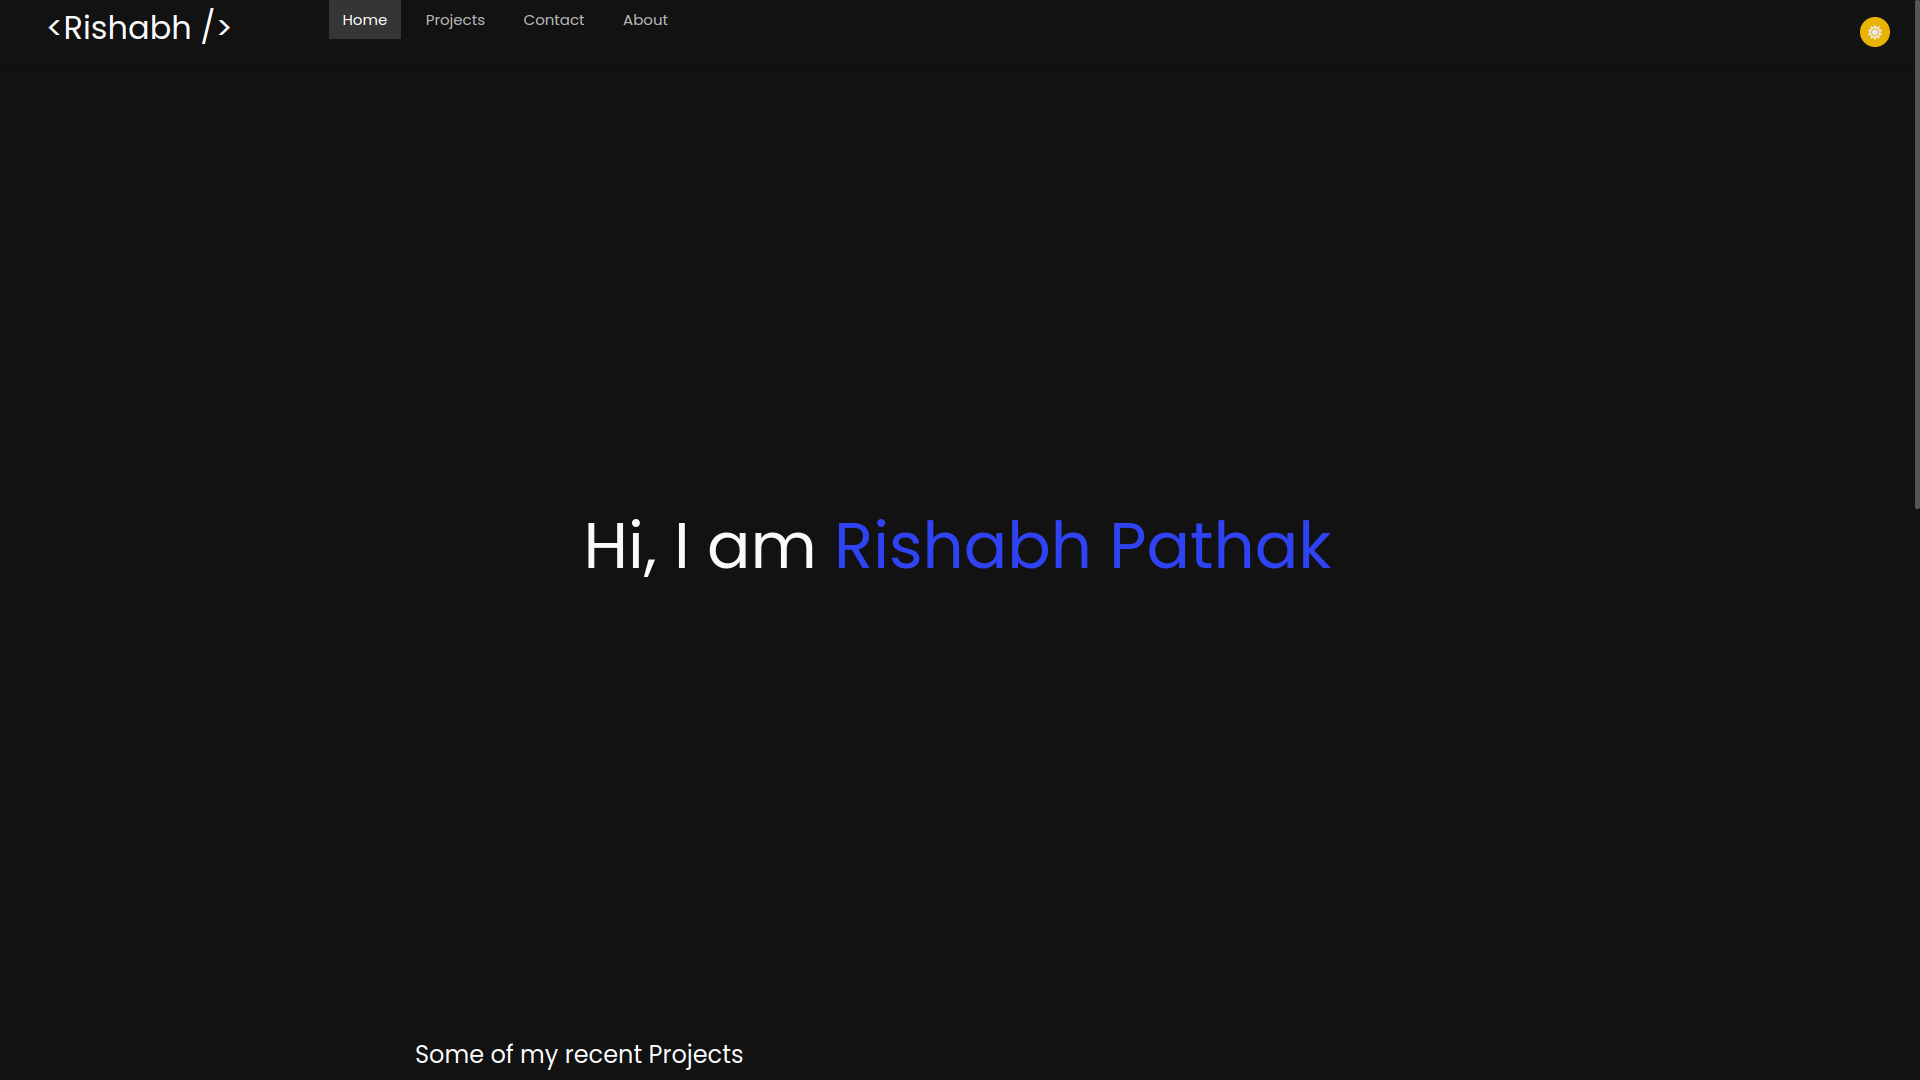 <Rishabh />
Home Projects Contact About
Hi, I am Rishabh Pathak
Some of my recent Projects